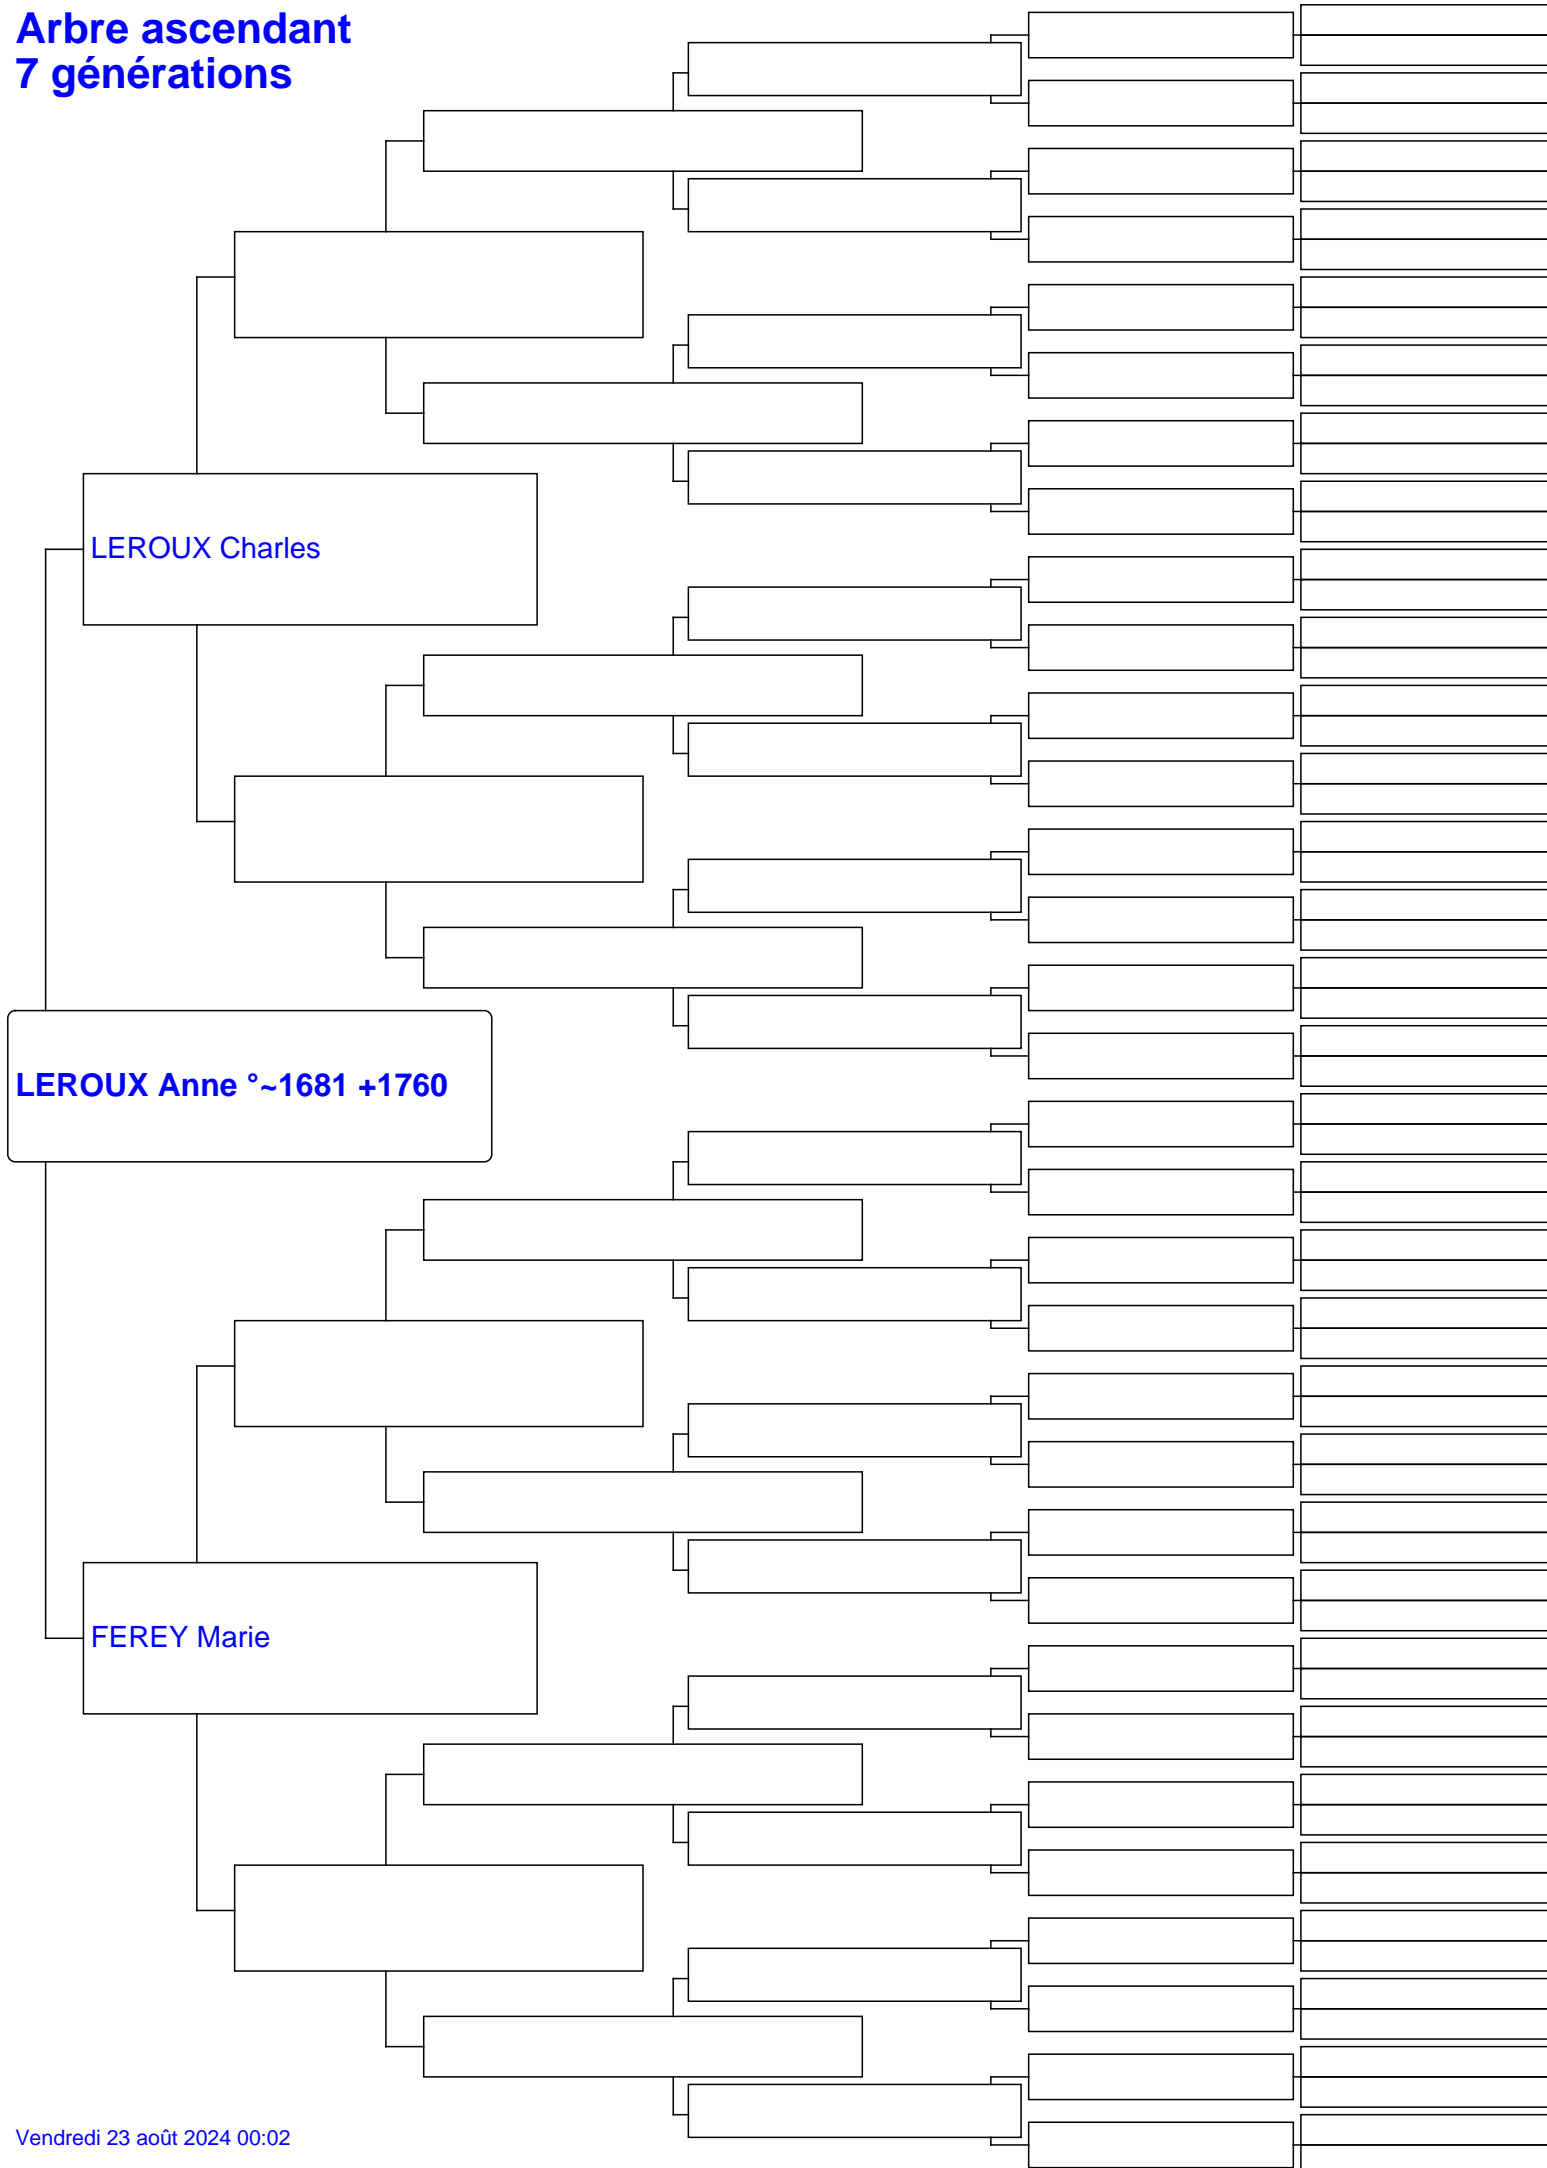 Arbre ascendant
7 générations
LEROUX Charles
LEROUX Anne °~1681 +1760
FEREY Marie
Vendredi 23 août 2024 00:02